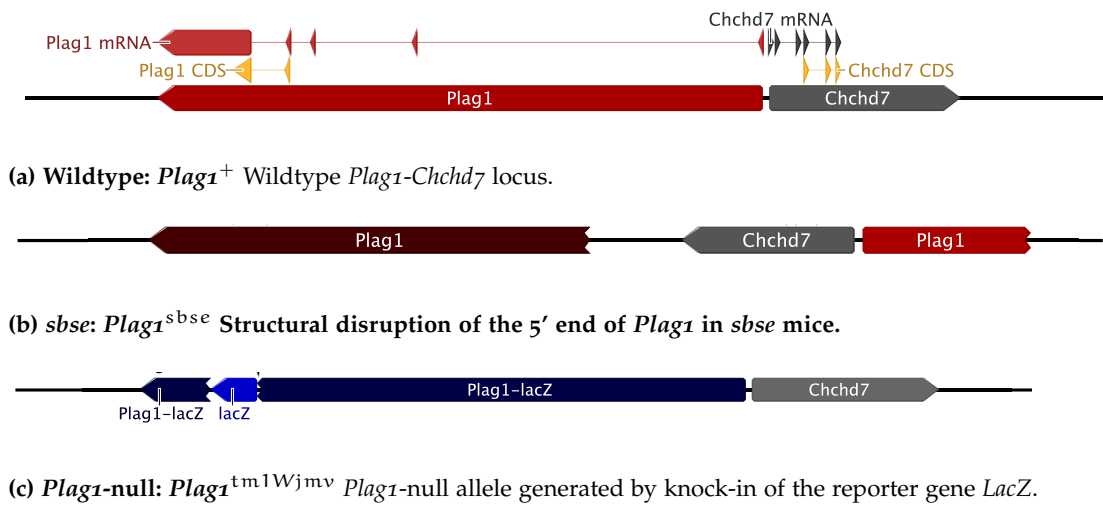 Chchd7 mRNA
Plag1 mRNA
Plag1 CDS
Chchd7 CDS
Plag1
Chchd7
(a) Wildtype: Plag1+ Wildtype Plag1-Chchd7 locus.
Plag1
Chchd7
Plag1
(b) sbse: Plag1sbse Structural disruption of the 5′ end of Plag1 in sbse mice.
Plag1-lacZ
Chchd7
Plag1-lacZ
lacZ
(c) Plag1-null: Plag1tm1Wjmv Plag1-null allele generated by knock-in of the reporter gene LacZ.